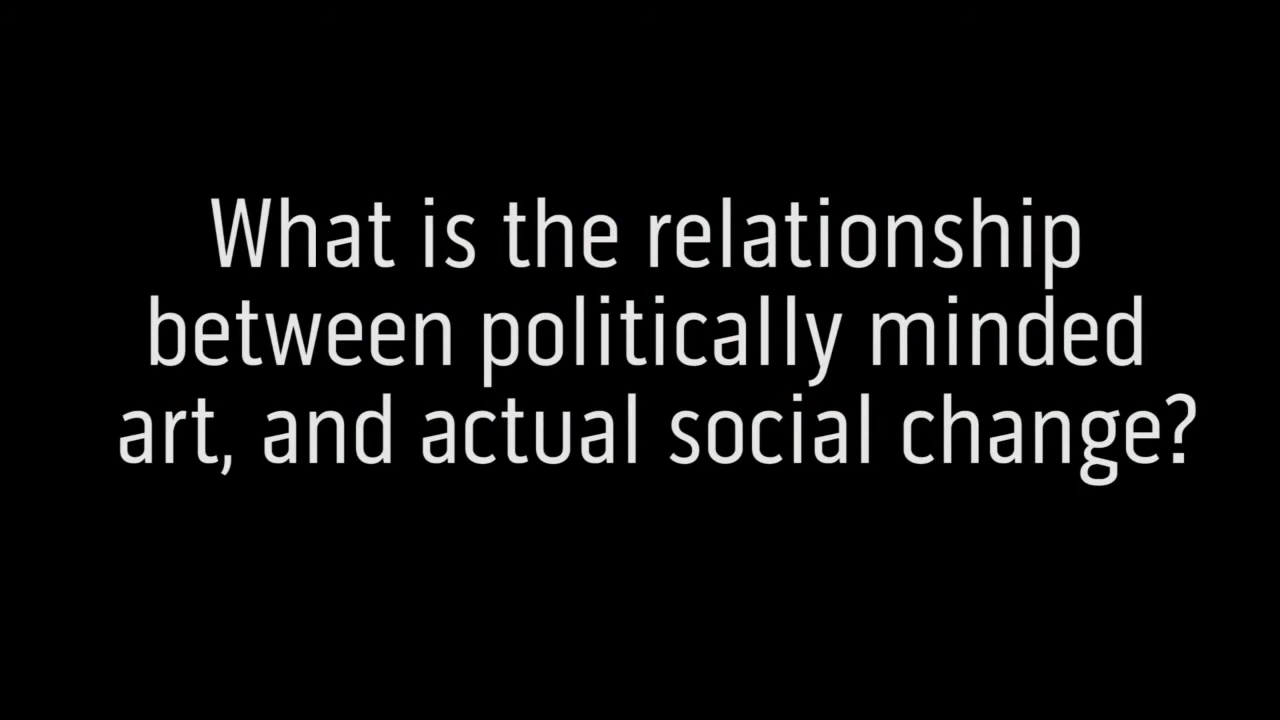 What is the relationship
between politically minded
art, and actual social change?